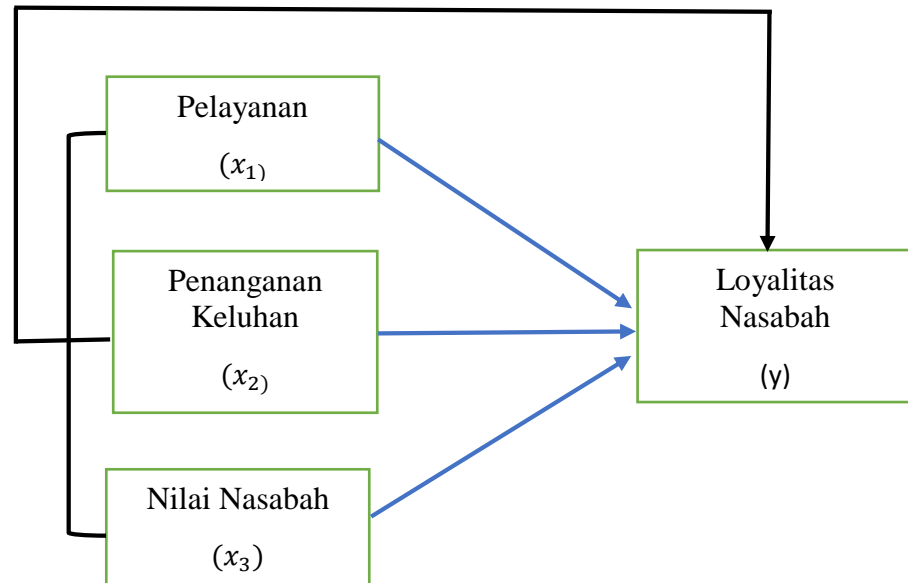 Pelayanan
(x₁)
Penanganan
Keluhan
(x₂)
Nilai Nasabah
(x₃)
Loyalitas
Nasabah
(y)